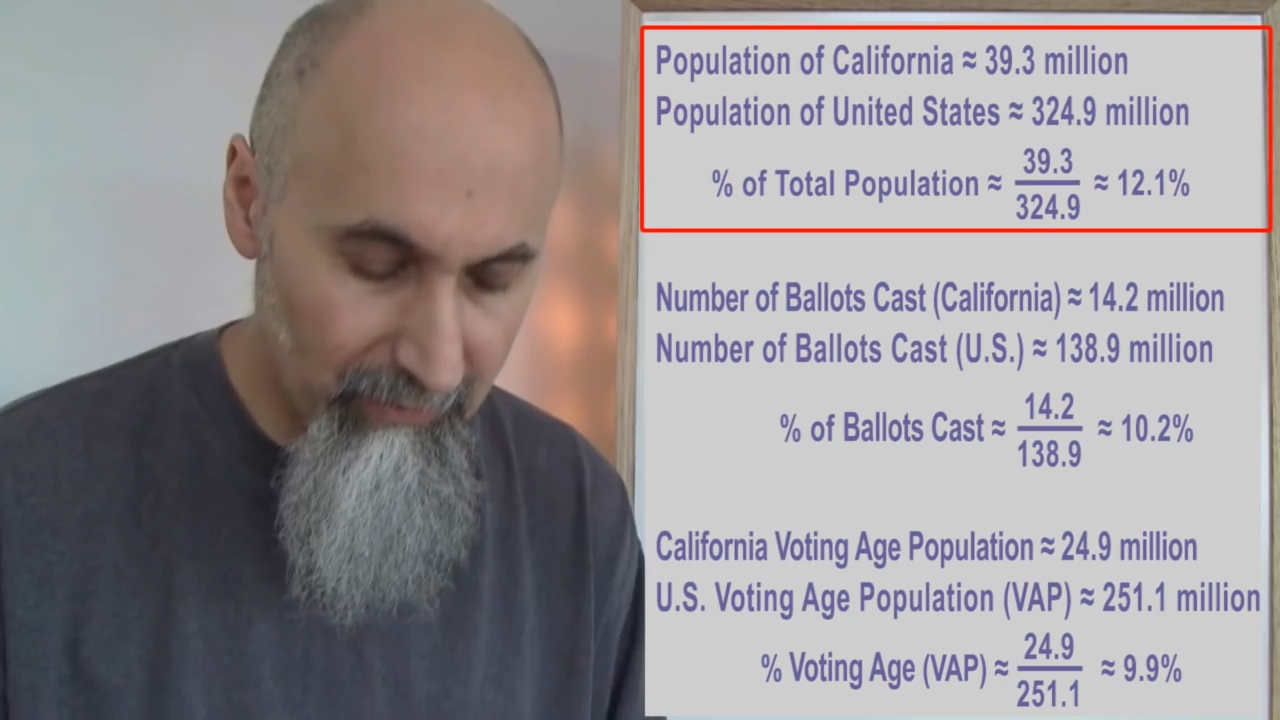 Population of California ≈ 39.3 million
Population of United States ≈ 324.9 million
% of Total Population ≈ 39.3/324.9 ≈ 12.1%
Number of Ballots Cast (California) ≈ 14.2 million
Number of Ballots Cast (U.S.) ≈ 138.9 million
% of Ballots Cast ≈ 14.2/138.9 ≈ 10.2%
California Voting Age Population ≈ 24.9 million
U.S. Voting Age Population (VAP) ≈ 251.1 million
% Voting Age (VAP) ≈ 24.9/251.1 ≈ 9.9%